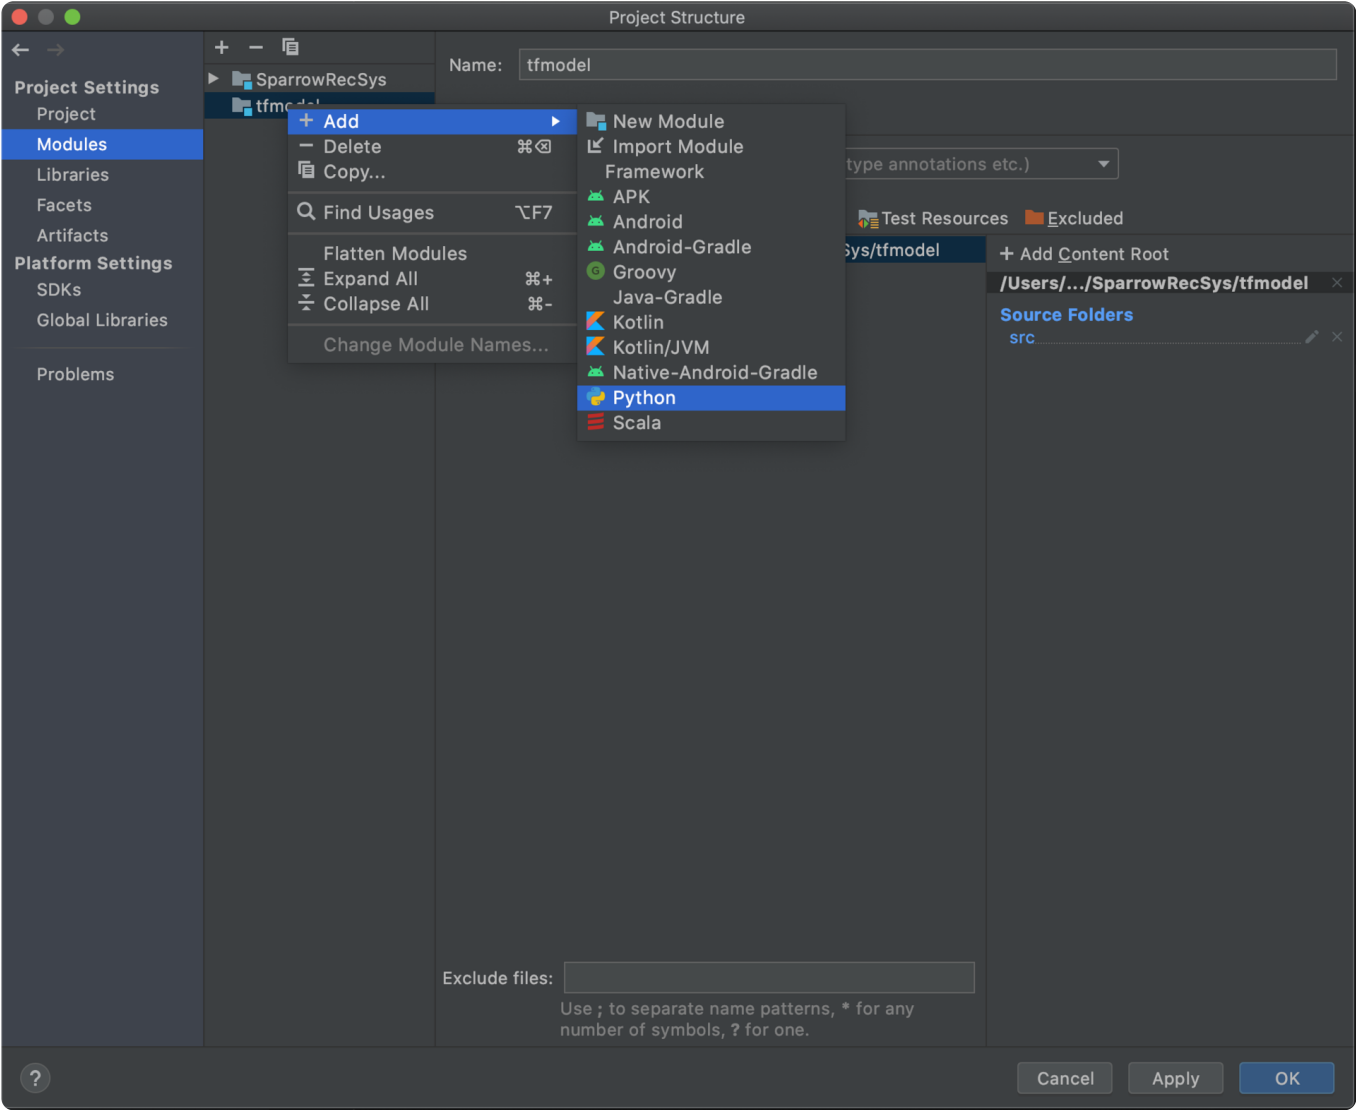 Project Structure
Project Settings
Project
Modules
Libraries
Facets
Artifacts
Platform Settings
SDKs
Global Libraries
Problems
SparrowRecSys
tfmodel
Add
Delete ⌘⌫
Copy...
Find Usages ⌥F7
Flatten Modules
Expand All ⌘+
Collapse All ⌘-
Change Module Names...
New Module
Import Module
Framework
APK
Android
Android-Gradle
Groovy
Java-Gradle
Kotlin
Kotlin/JVM
Native-Android-Gradle
Python
Scala
Name: tfmodel
type annotations etc.)
Test Resources Excluded
Sys/tfmodel
+ Add Content Root
/Users/.../SparrowRecSys/tfmodel
Source Folders
src
Exclude files:
Use ; to separate name patterns, * for any
number of symbols, ? for one.
? Cancel Apply OK